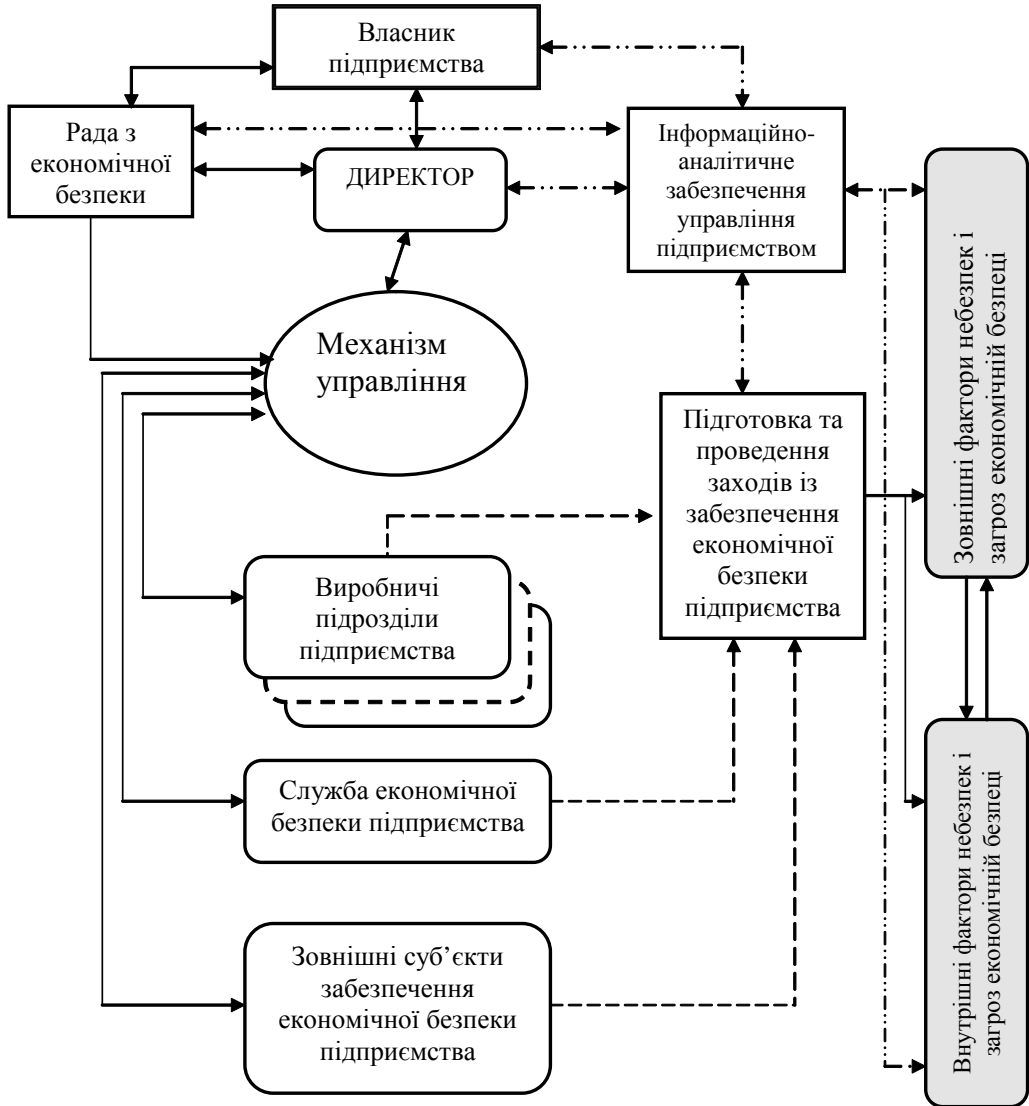 Власник
підприємства
Рада з
економічної
безпеки
ДИРЕКТОР
Інформаційно-
аналітичне
забезпечення
управління
підприємством
Механізм
управління
Підготовка та
проведення
заходів із
забезпечення
економічної
безпеки
підприємства
Зовнішні фактори небезпек і
загроз економічній безпеці
Виробничі
підрозділи
підприємства
Служба економічної
безпеки підприємства
Зовнішні суб’єкти
забезпечення
економічної безпеки
підприємства
Внутрішні фактори небезпек і
загроз економічній безпеці